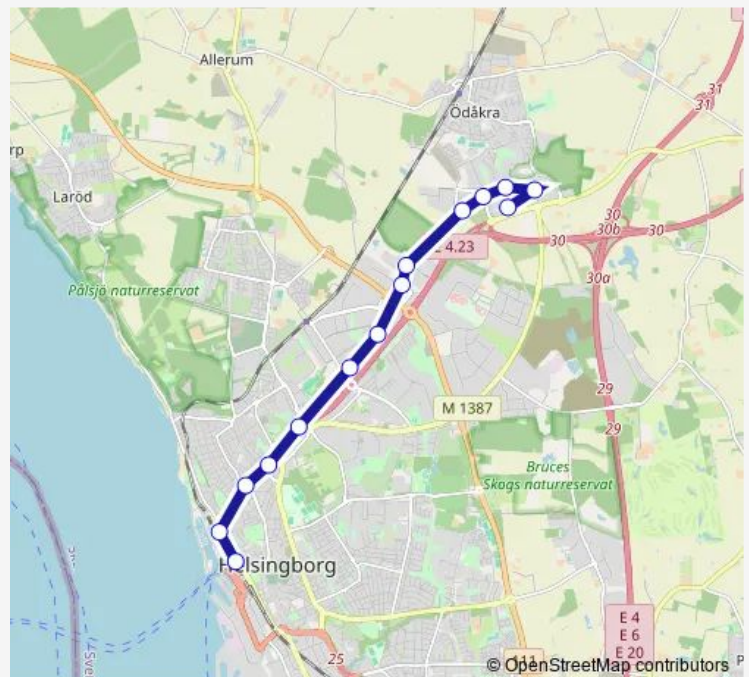 Allerum
31
31
Ödåkra
rp
Laröd
30
30b
30
30
4.23
30a
Pålsjö naturreservat
29
M 1387
29
Bruces
Skogs naturreservat
Helsingborg
E 4
E 6
E 20
111
25
Sve
© OpenStreetMap contributors